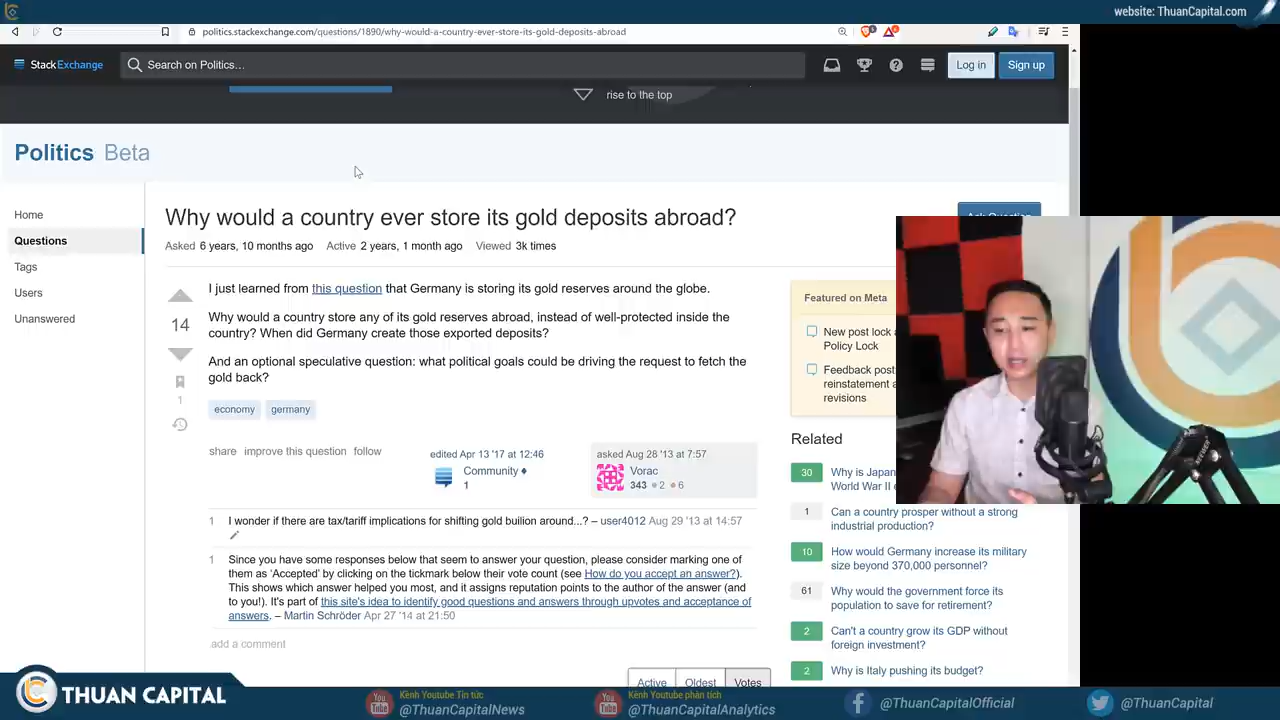 website: ThuanCapital.com
politics.stackexchange.com/questions/1890/why-would-a-country-ever-store-its-gold-deposits-abroad
StackExchange
Search on Politics...
Log in
Sign up
rise to the top
Politics Beta
Home
Questions
Tags
Users
Unanswered
Why would a country ever store its gold deposits abroad?
Asked 6 years, 10 months ago Active 2 years, 1 month ago Viewed 3k times
14
1
I just learned from this question that Germany is storing its gold reserves around the globe.
Why would a country store any of its gold reserves abroad, instead of well-protected inside the
country? When did Germany create those exported deposits?
And an optional speculative question: what political goals could be driving the request to fetch the
gold back?
economy germany
share improve this question follow
edited Apr 13 '17 at 12:46
Community ♦
1
asked Aug 28 '13 at 7:57
Vorac
343 ●2 ●6
1 I wonder if there are tax/tariff implications for shifting gold builion around...? – user4012 Aug 29 '13 at 14:57
1 Since you have some responses below that seem to answer your question, please consider marking one of
them as 'Accepted' by clicking on the tickmark below their vote count (see How do you accept an answer?).
This shows which answer helped you most, and it assigns reputation points to the author of the answer (and
to you!). It's part of this site's idea to identify good questions and answers through upvotes and acceptance of
answers. – Martin Schröder Apr 27 '14 at 21:50
add a comment
Active Oldest Votes
Ask Question
Featured on Meta
New post lock a
Policy Lock
Feedback post
reinstatement a
revisions
Related
30 Why is Japan
World War II
1 Can a country prosper without a strong
industrial production?
10 How would Germany increase its military
size beyond 370,000 personnel?
61 Why would the government force its
population to save for retirement?
2 Can't a country grow its GDP without
foreign investment?
2 Why is Italy pushing its budget?
THUAN CAPITAL
You
Tube
Kênh Youtube Tin tức:
@ThuanCapitalNews
You
Tube
Kênh Youtube phân tích
@ThuanCapitalAnalytics
@ThuanCapitalOfficial
@ThuanCapital